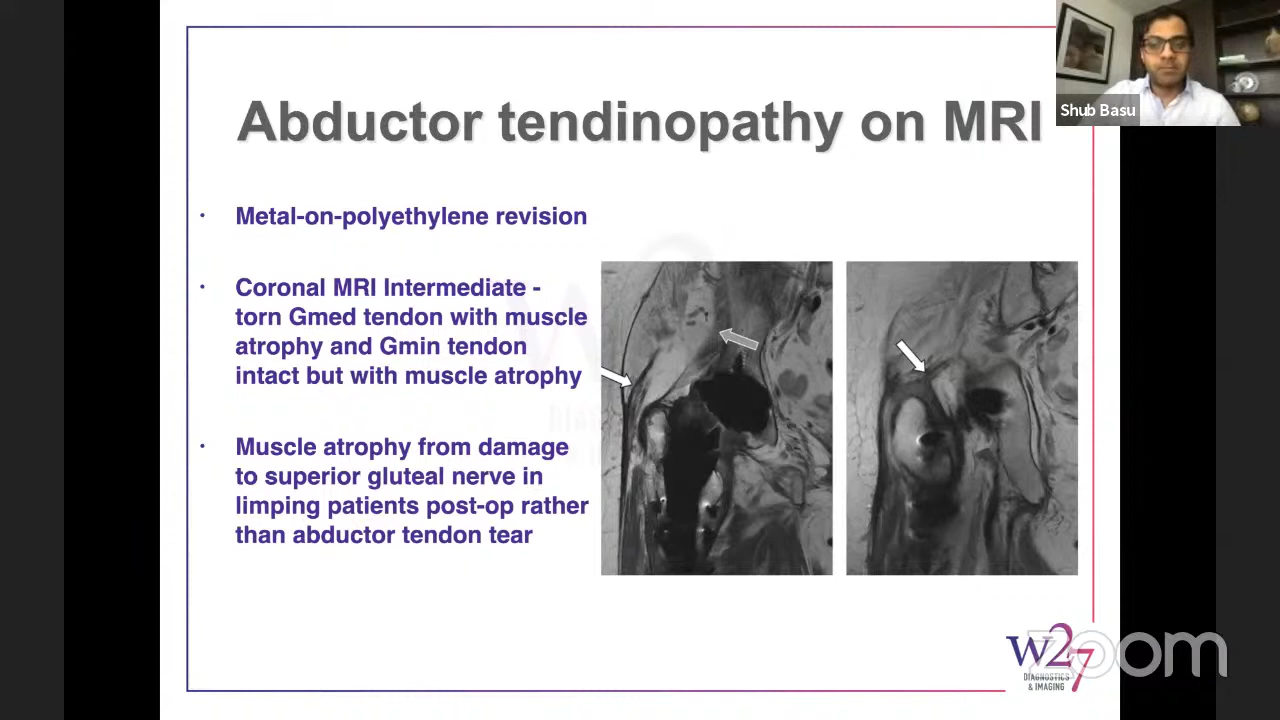 Shub Basu
Abductor tendinopathy on MRI
· Metal-on-polyethylene revision
· Coronal MRI Intermediate -
torn Gmed tendon with muscle
atrophy and Gmin tendon
intact but with muscle atrophy
· Muscle atrophy from damage
to superior gluteal nerve in
limping patients post-op rather
than abductor tendon tear
w27
DIAGNOSTICS
& IMAGING
zoom